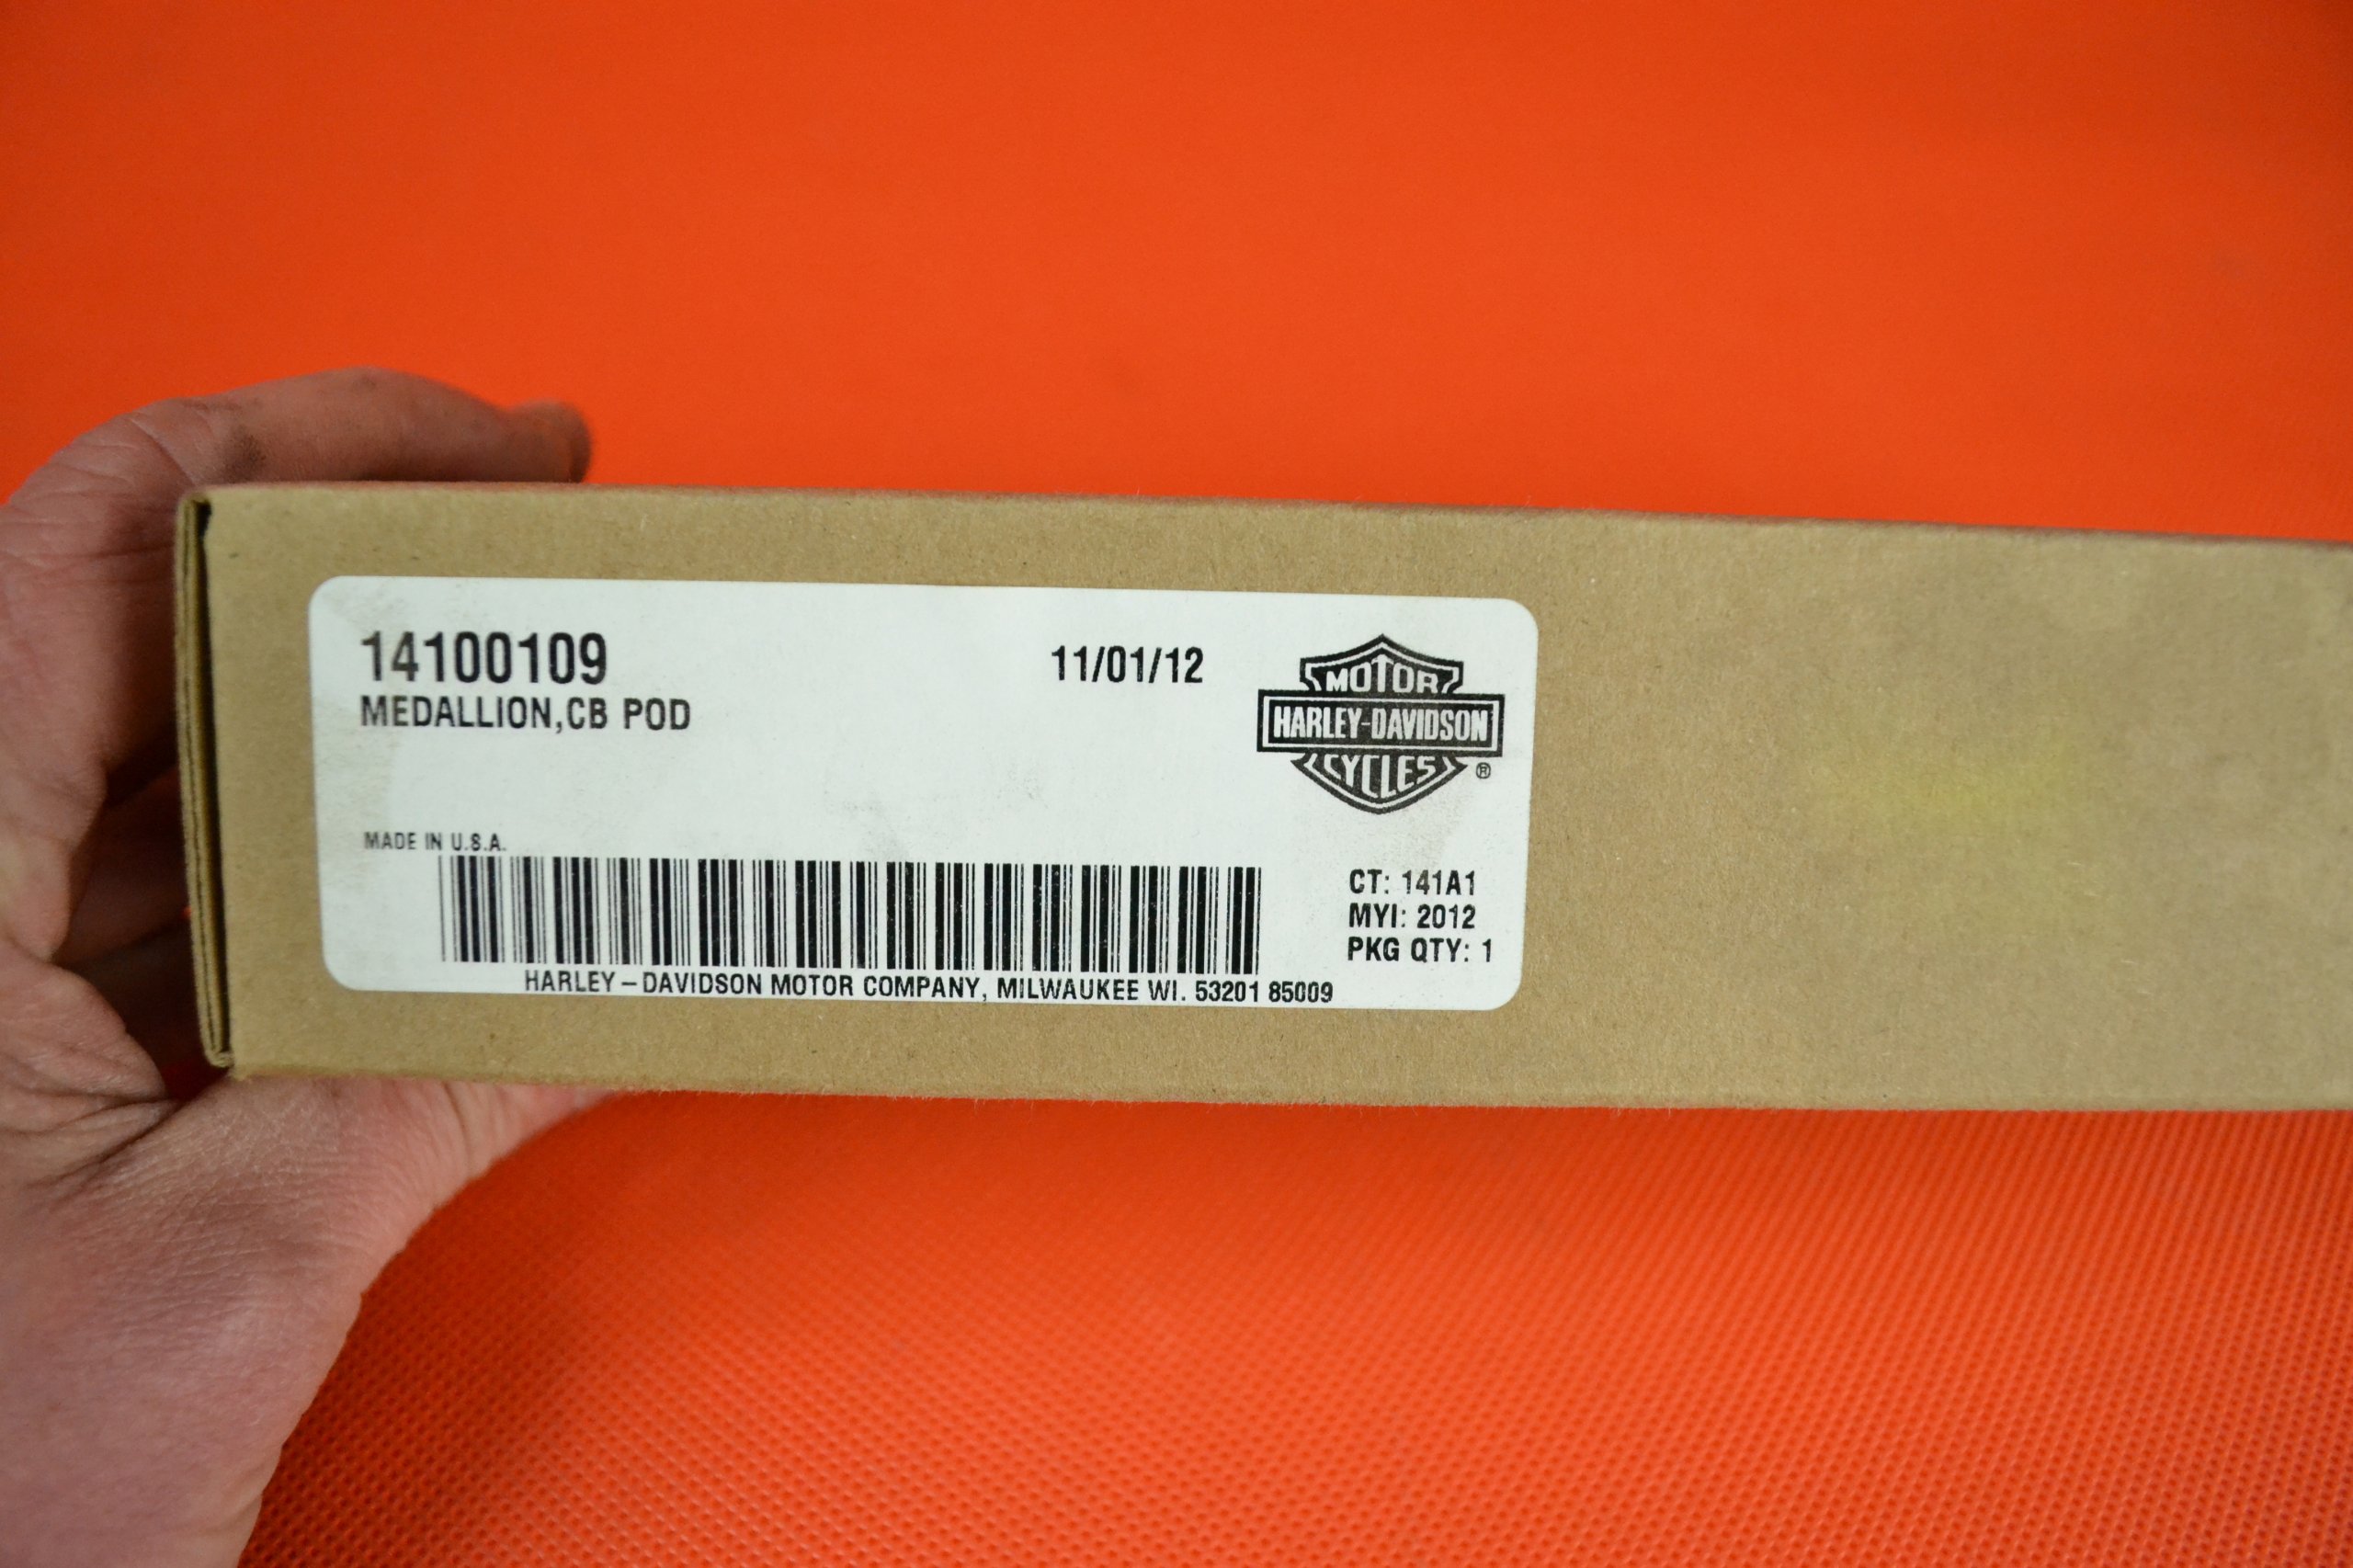 14100109
11/01/12
MEDALLION,CB POD
MOTOR
HARLEY-DAVIDSON
CYCLES
®
MADE IN U.S.A.
CT: 141A1
MYI: 2012
PKG QTY: 1
HARLEY-DAVIDSON MOTOR COMPANY, MILWAUKEE WI. 53201 85009